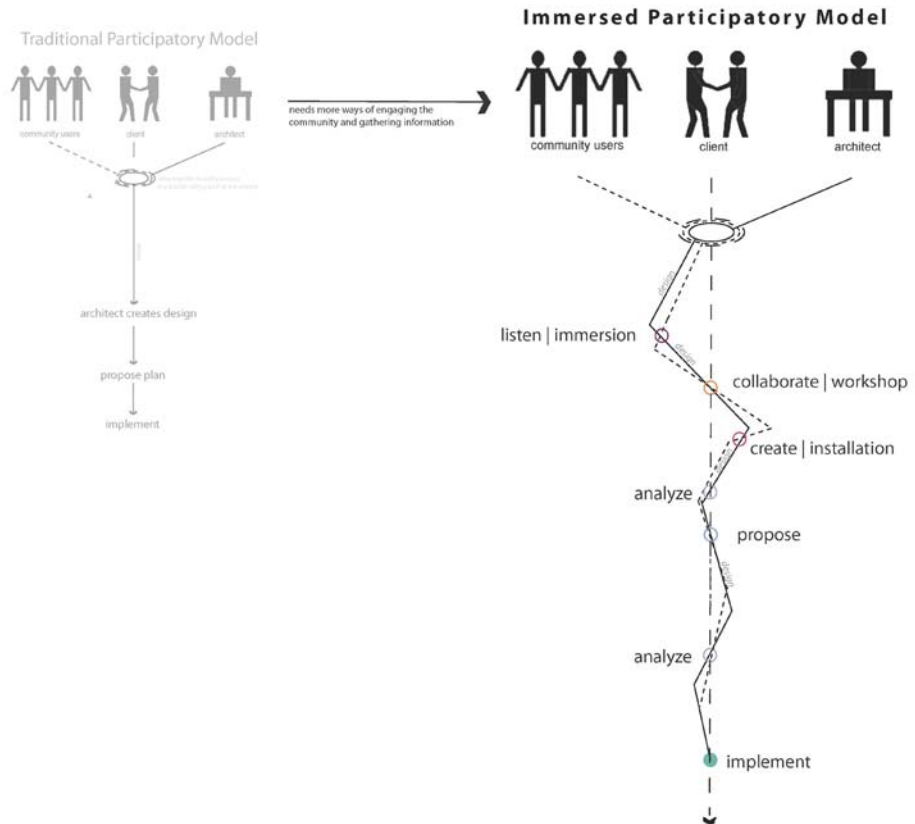 Immersed Participatory Model
Traditional Participatory Model
community users
client
architect
needs more ways of engaging the
community and gathering information
community users
client
architect
design
architect creates design
propose plan
implement
design
listen | immersion
design
collaborate | workshop
create | installation
design
analyze
propose
design
analyze
implement